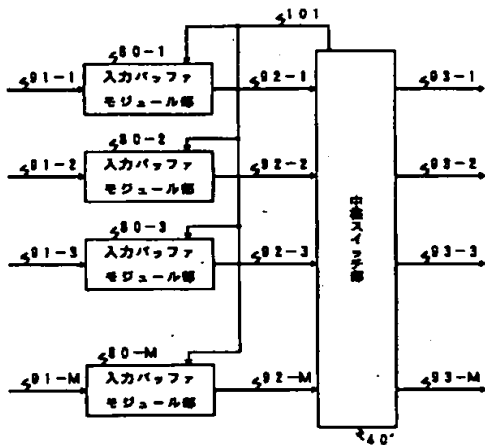 101
80-1
91-1
入力バッファ
モジュール部
92-1
93-1
80-2
91-2
入力バッファ
モジュール部
92-2
93-2
80-3
91-3
入力バッファ
モジュール部
92-3
93-3
80-M
91-M
入力バッファ
モジュール部
92-M
93-M
中継スイッチ部
40'